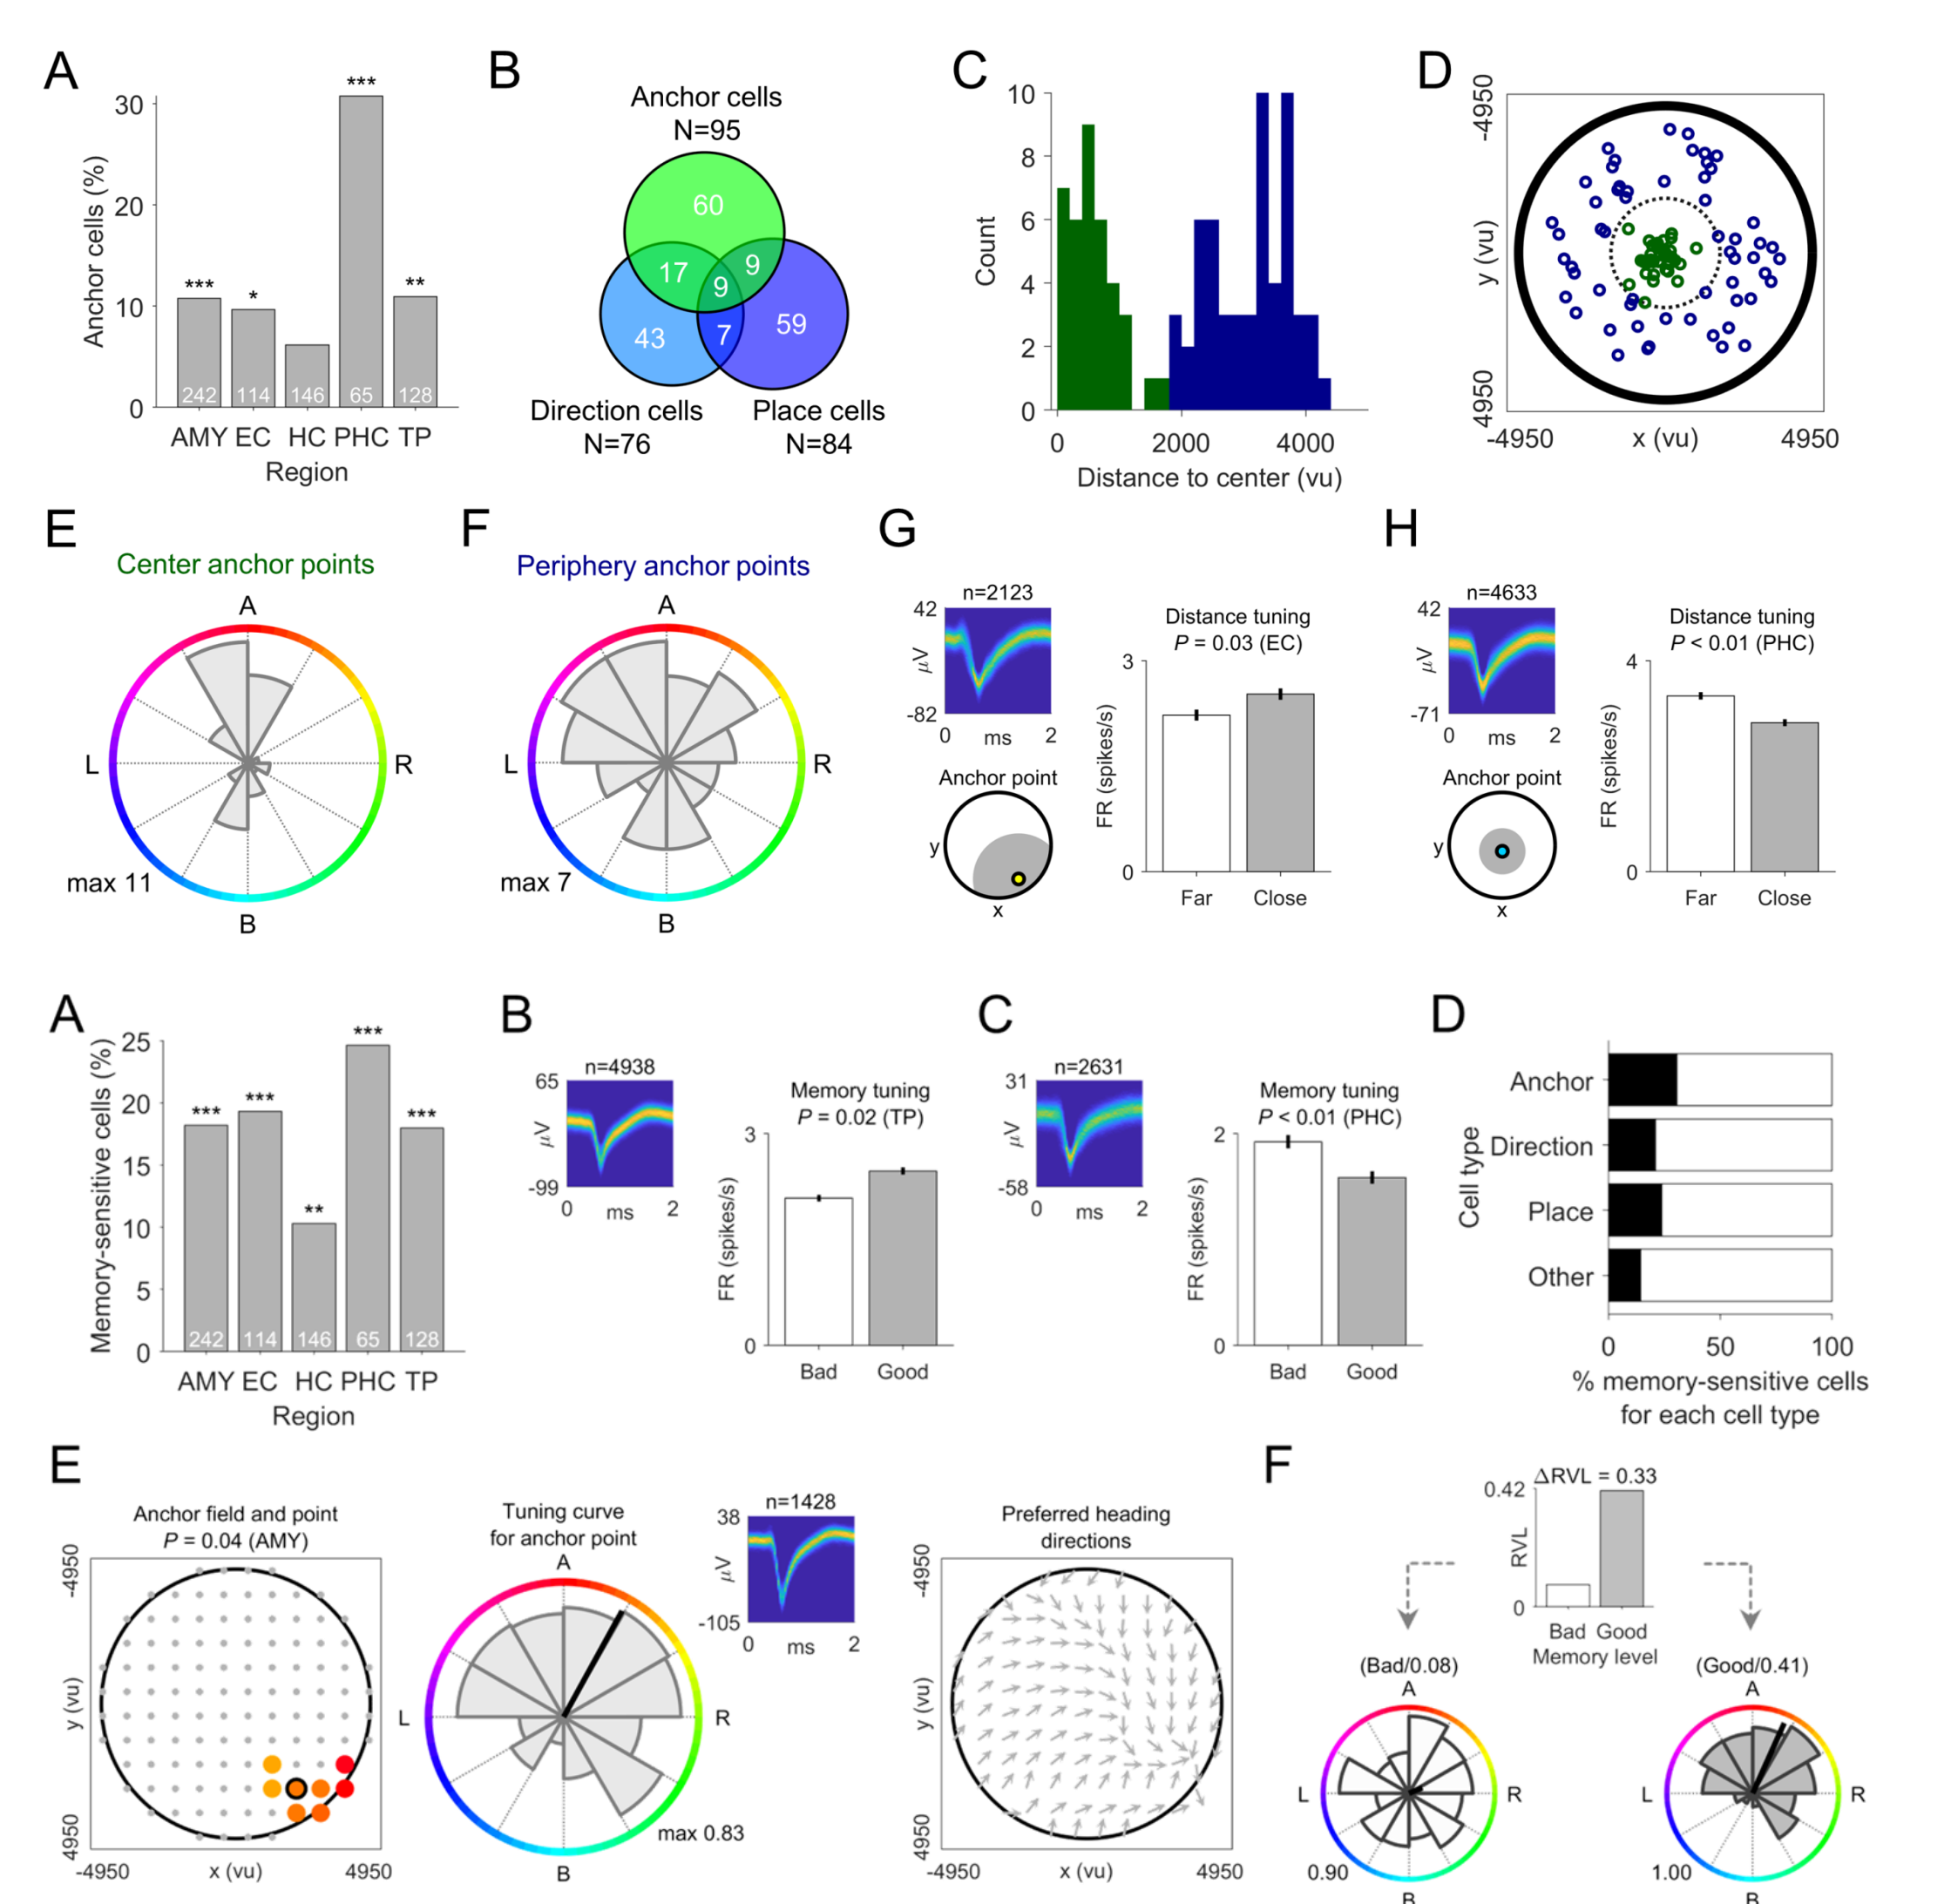 A
Anchor cells (%)
30
20
10
0
***
*
***
**
242 114 146 65 128
AMY EC HC PHC TP
Region
B
Anchor cells
N=95
60
17
9
9
43
7
59
Direction cells
N=76
Place cells
N=84
C
Count
10
8
6
4
2
0
0 2000 4000
Distance to center (vu)
D
-4950
y (vu)
4950
-4950 x (vu) 4950
E
Center anchor points
A
L
R
max 11
B
F
Periphery anchor points
A
L
R
max 7
B
G
n=2123
42
µV
-82
0 ms 2
Anchor point
y
x
Distance tuning
P = 0.03 (EC)
3
FR (spikes/s)
0
Far Close
H
n=4633
42
µV
-71
0 ms 2
Anchor point
y
x
Distance tuning
P < 0.01 (PHC)
4
FR (spikes/s)
0
Far Close
A
Memory-sensitive cells (%)
25
20
15
10
5
0
***
***
**
***
***
242 114 146 65 128
AMY EC HC PHC TP
Region
B
n=4938
65
µV
-99
0 ms 2
Memory tuning
P = 0.02 (TP)
3
FR (spikes/s)
0
Bad Good
C
n=2631
31
µV
-58
0 ms 2
Memory tuning
P < 0.01 (PHC)
2
FR (spikes/s)
0
Bad Good
D
Cell type
Anchor
Direction
Place
Other
0 50 100
% memory-sensitive cells
for each cell type
E
Anchor field and point
P = 0.04 (AMY)
-4950
y (vu)
4950
-4950 x (vu) 4950
Tuning curve
for anchor point
A
L
R
B
max 0.83
n=1428
38
µV
-105
0 ms 2
Preferred heading
directions
-4950
y (vu)
4950
-4950 x (vu) 4950
F
ΔRVL = 0.33
0.42
RVL
0
Bad Good
Memory level
(Bad/0.08)
A
L
R
0.90
B
(Good/0.41)
A
L
R
1.00
B